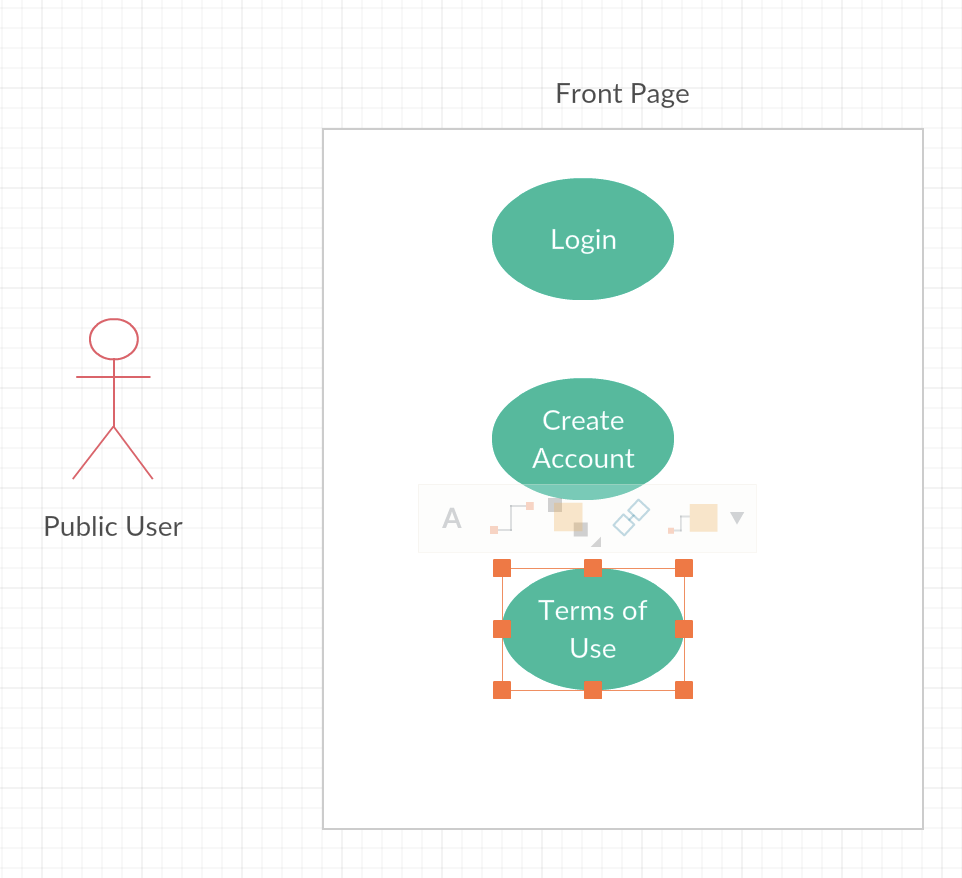 Front Page
Login
Create
Account
A
Terms of
Use
Public User